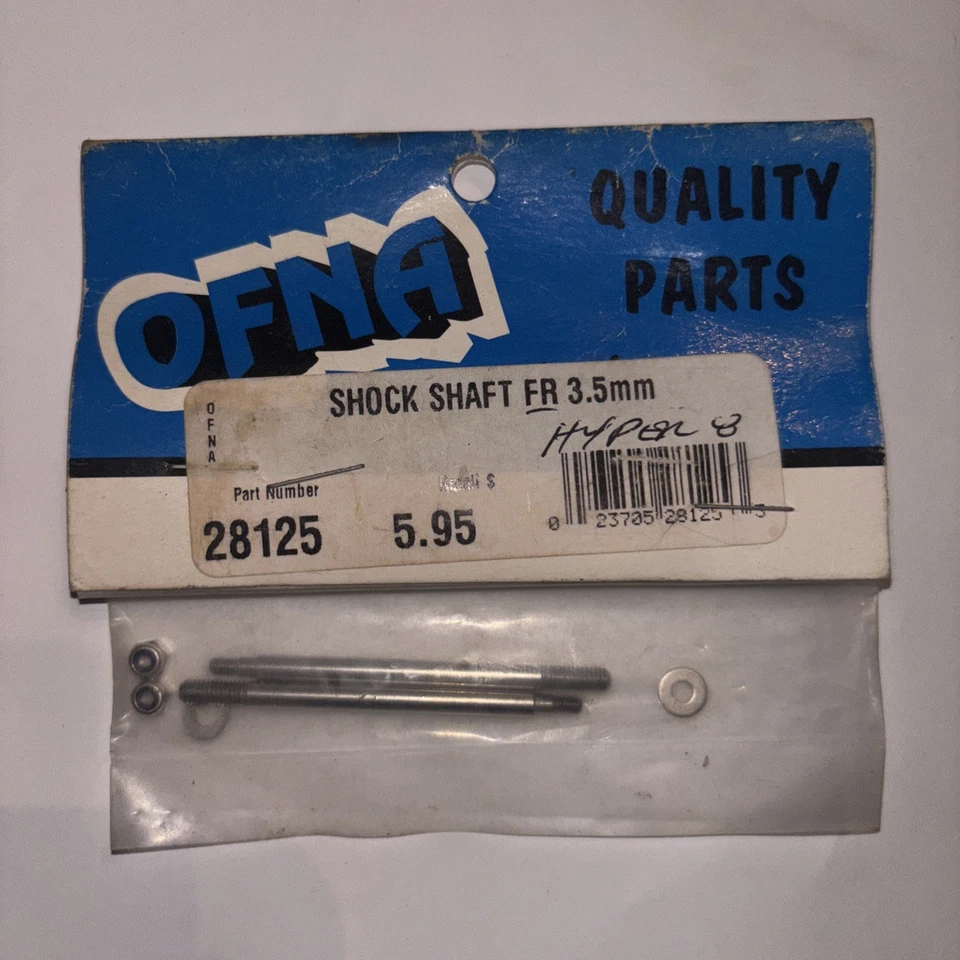 OFNA
QUALITY
PARTS
OFNA
SHOCK SHAFT FR 3.5mm
HYPER 8
Part Number
Retail $
28125
5.95
0 23705 28125 3